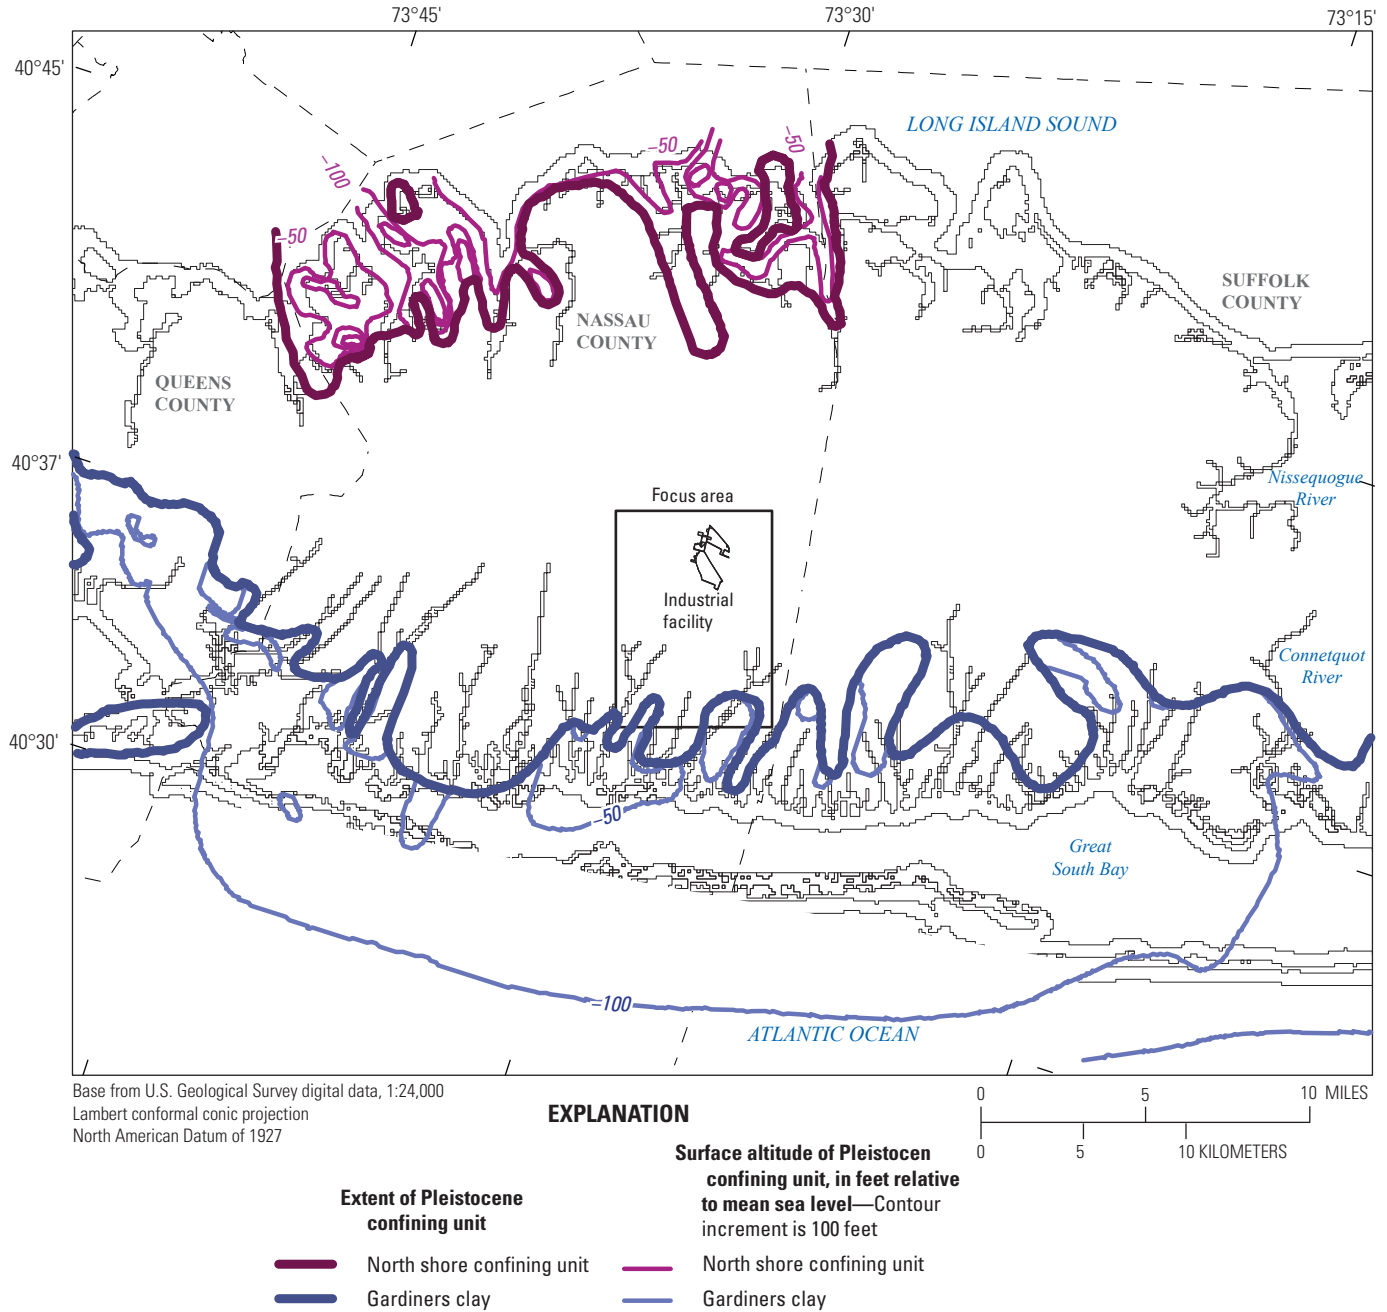 73°45'
73°30'
73°15'
40°45'
LONG ISLAND SOUND
–50
–50
–100
–50
SUFFOLK
COUNTY
NASSAU
COUNTY
QUEENS
COUNTY
40°37'
Nissequogue
River
Focus area
Industrial
facility
Connetquot
River
40°30'
–50
Great
South Bay
–100
ATLANTIC OCEAN
Base from U.S. Geological Survey digital data, 1:24,000
Lambert conformal conic projection
North American Datum of 1927
0 5 10 MILES
0 5 10 KILOMETERS
EXPLANATION
Extent of Pleistocene
confining unit
North shore confining unit
Gardiners clay
Surface altitude of Pleistocen
confining unit, in feet relative
to mean sea level—Contour
increment is 100 feet
North shore confining unit
Gardiners clay